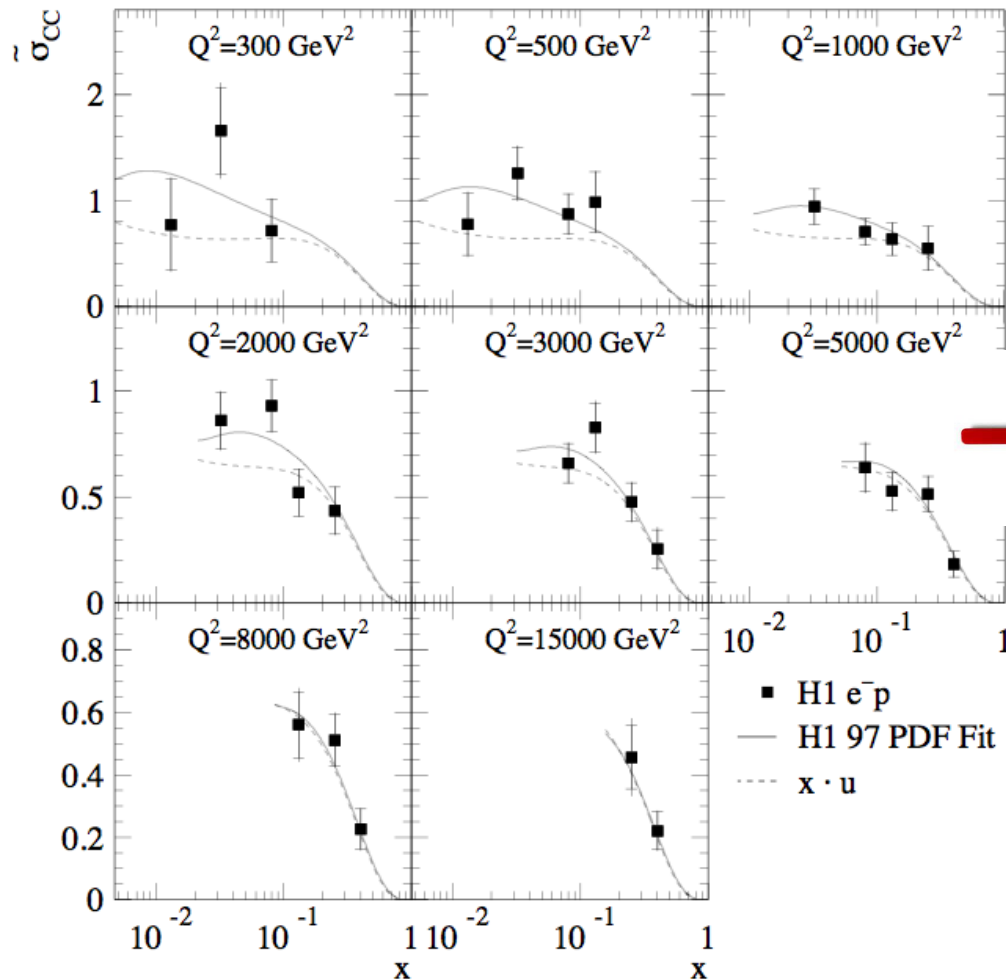 σ̃CC
Q²=300 GeV² Q²=500 GeV² Q²=1000 GeV²
2
1
0
Q²=2000 GeV² Q²=3000 GeV² Q²=5000 GeV²
1
0.5
0
Q²=8000 GeV² Q²=15000 GeV² 10⁻² 10⁻¹ 1
0.8
0.6
0.4
0.2
0
■ H1 e⁻p
H1 97 PDF Fit
x · u
10⁻² 10⁻¹ 1 10⁻² 10⁻¹ 1
x x